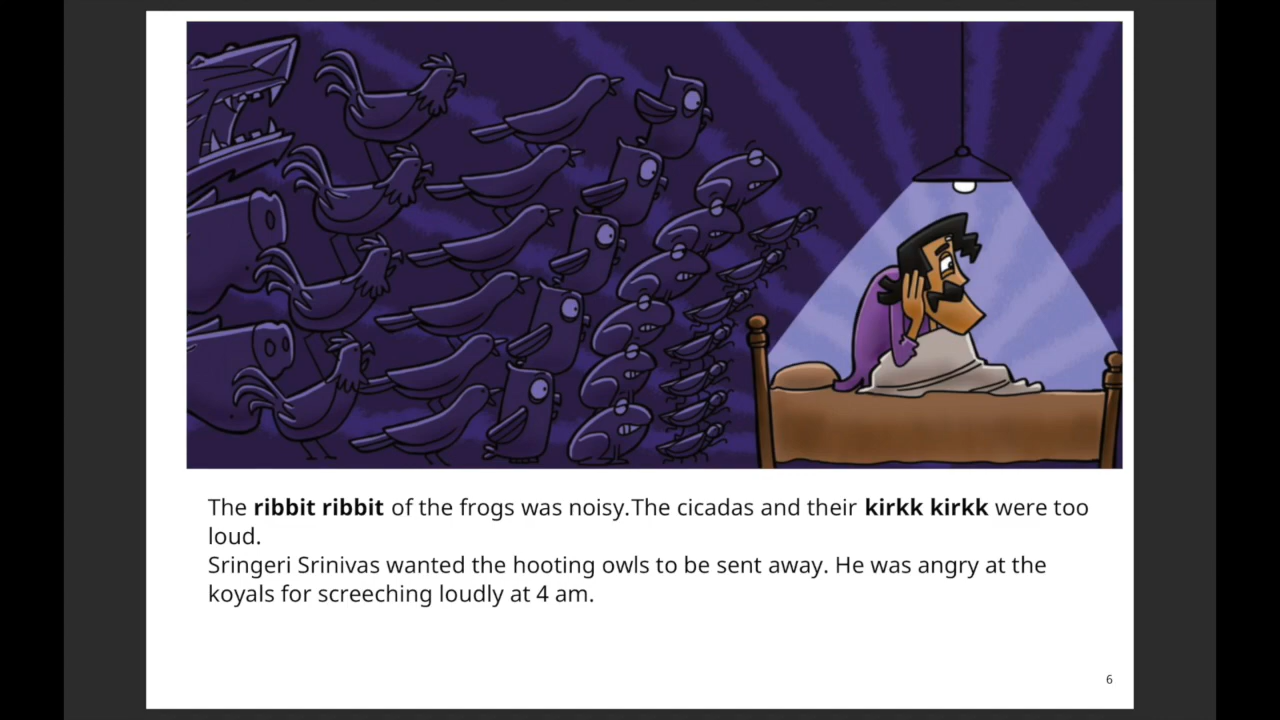 The ribbit ribbit of the frogs was noisy.The cicadas and their kirkk kirkk were too
loud.
Sringeri Srinivas wanted the hooting owls to be sent away. He was angry at the
koyals for screeching loudly at 4 am.
6